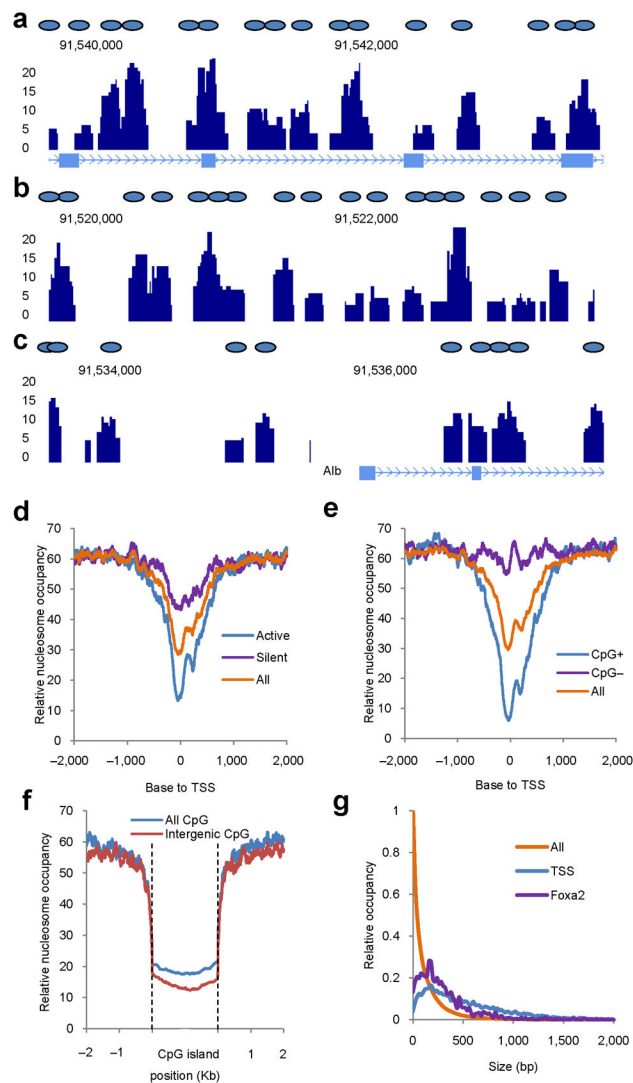 a
91,540,000 91,542,000
20
15
10
5
0
b
91,520,000 91,522,000
20
15
10
5
0
c
91,534,000 91,536,000
20
15
10
5
0
Alb
d
Relative nucleosome occupancy
70
60
50
40
30
20
10
0
Active
Silent
All
–2,000 –1,000 0 1,000 2,000
Base to TSS
e
Relative nucleosome occupancy
70
60
50
40
30
20
10
0
CpG+
CpG–
All
–2,000 –1,000 0 1,000 2,000
Base to TSS
f
Relative nucleosome occupancy
70
60
50
40
30
20
10
0
All CpG
Intergenic CpG
–2 –1 CpG island 1 2
position (Kb)
g
Relative occupancy
1
0.8
0.6
0.4
0.2
0
All
TSS
Foxa2
0 500 1,000 1,500 2,000
Size (bp)